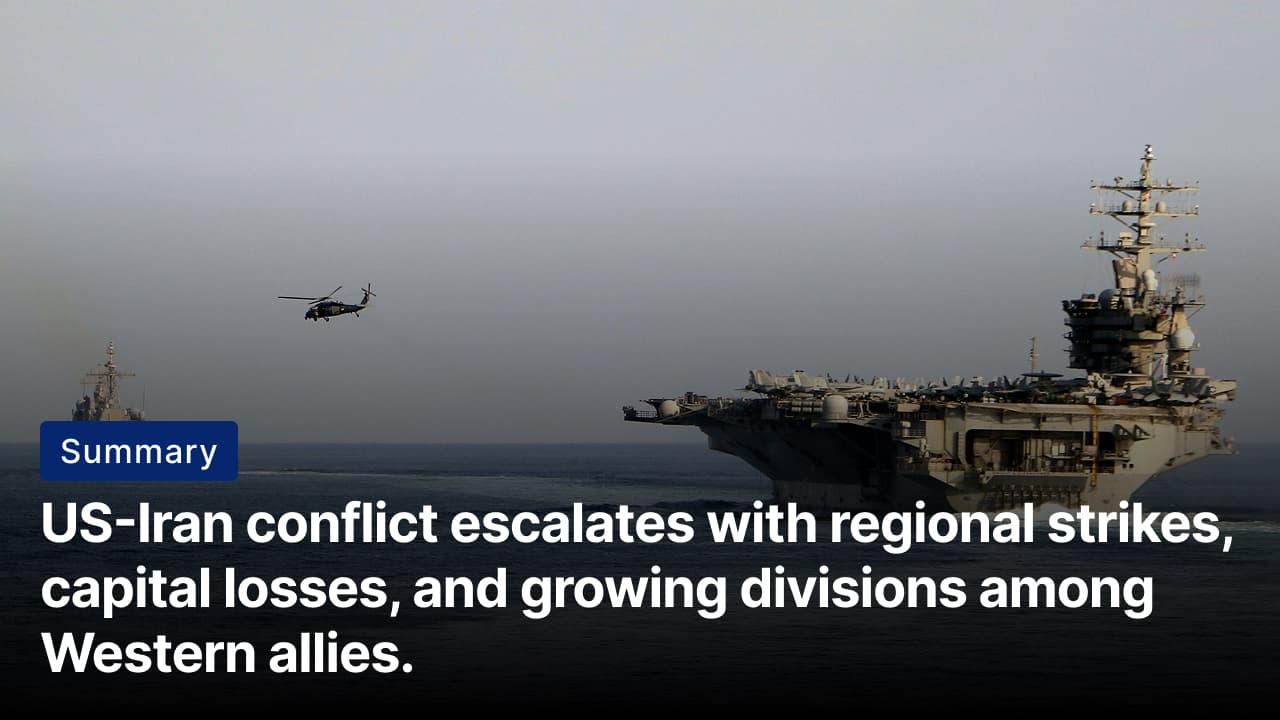 Summary
US-Iran conflict escalates with regional strikes,
capital losses, and growing divisions among
Western allies.